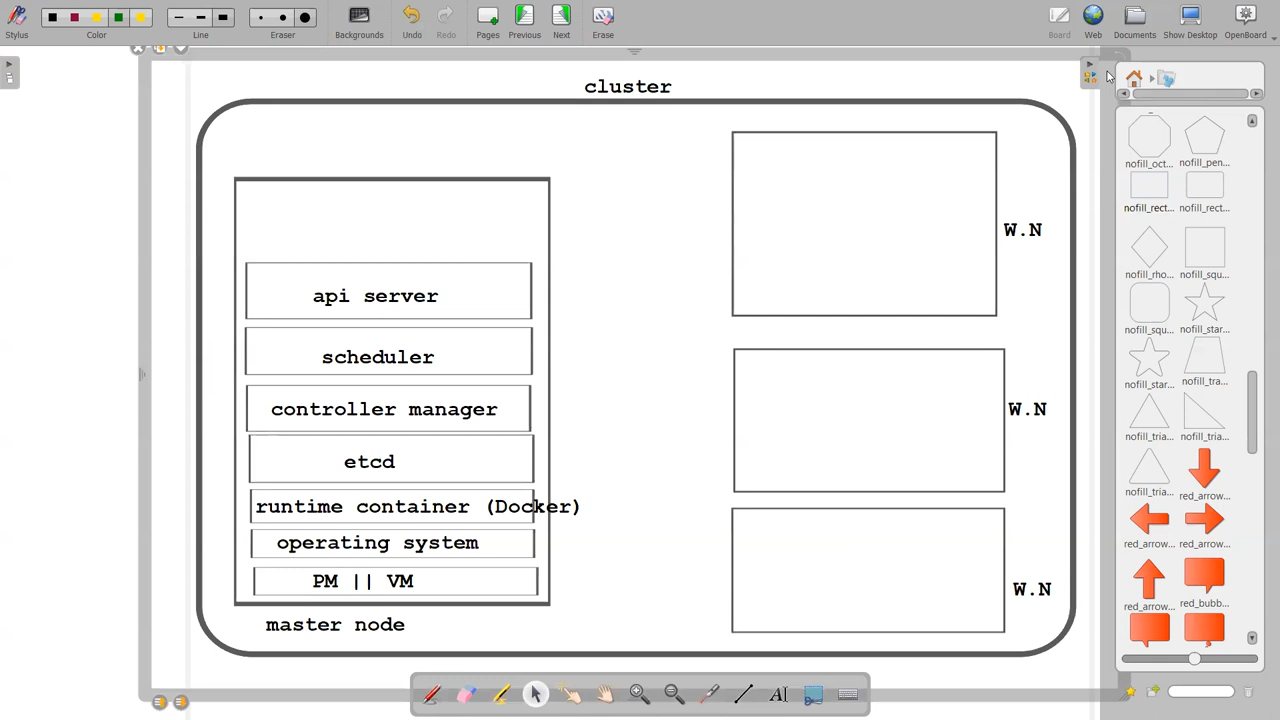 Stylus
Color
Line
Eraser
Backgrounds
Undo
Redo
Pages
Previous
Next
Erase
Board
Web
Documents
Show Desktop
OpenBoard
cluster
api server
scheduler
controller manager
etcd
runtime container (Docker)
operating system
PM || VM
master node
W.N
W.N
W.N
nofill_oct...
nofill_pen...
nofill_rect...
nofill_rect...
nofill_rho...
nofill_squ...
nofill_squ...
nofill_star...
nofill_star...
nofill_tra...
nofill_tria...
nofill_tria...
nofill_tria...
red_arrow...
red_arrow...
red_arrow...
red_arrow...
red_bubb...